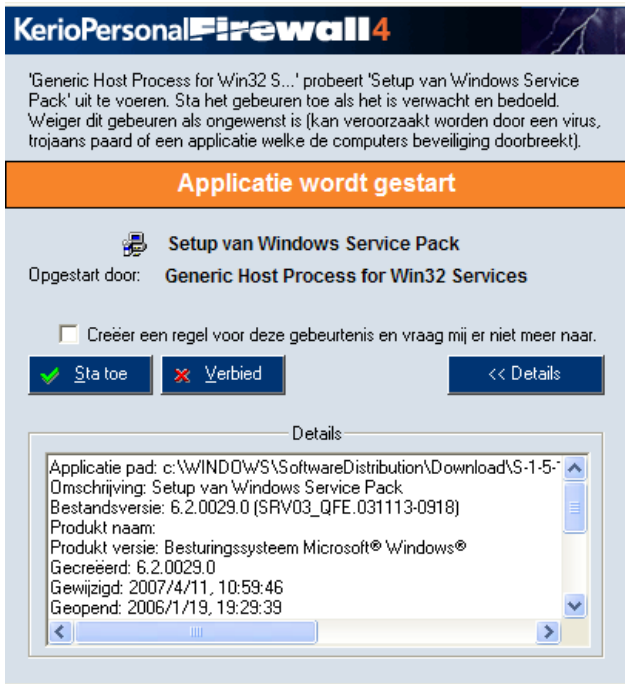 KerioPersonalFirewall4
'Generic Host Process for Win32 S...' probeert 'Setup van Windows Service
Pack' uit te voeren. Sta het gebeuren toe als het is verwacht en bedoeld.
Weiger dit gebeuren als ongewenst is (kan veroorzaakt worden door een virus,
trojaans paard of een applicatie welke de computers beveiliging doorbreekt).
Applicatie wordt gestart
Setup van Windows Service Pack
Opgestart door: Generic Host Process for Win32 Services
Creëer een regel voor deze gebeurtenis en vraag mij er niet meer naar.
Sta toe Verbied << Details
Details
Applicatie pad: c:\WINDOWS\SoftwareDistribution\Download\S-1-5-
Omschrijving: Setup van Windows Service Pack
Bestandsversie: 6.2.0029.0 (SRV03_QFE.031113-0918)
Produkt naam:
Produkt versie: Besturingssysteem Microsoft® Windows®
Gecreëerd: 6.2.0029.0
Gewijzigd: 2007/4/11, 10:59:46
Geopend: 2006/1/19, 19:29:39